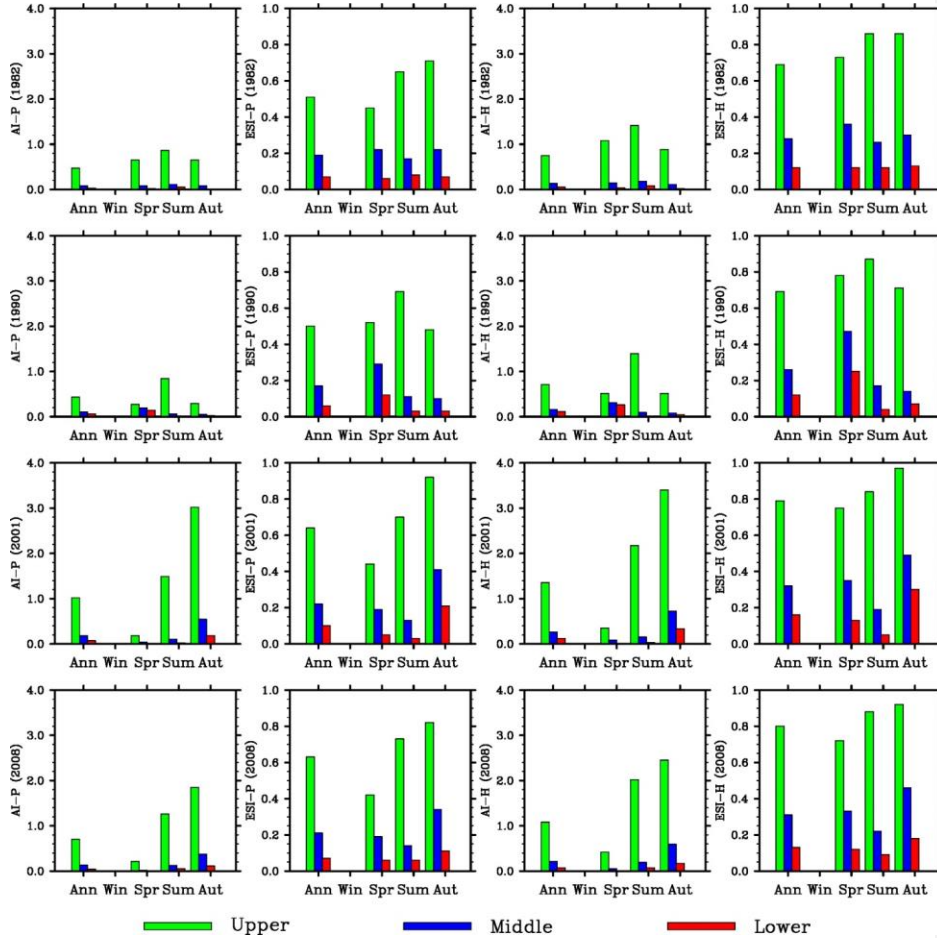 AI-P (1982)
4.0
3.0
2.0
1.0
0.0
Ann Win Spr Sum Aut
ESI-P (1982)
1.0
0.8
0.6
0.4
0.2
0.0
Ann Win Spr Sum Aut
AI-H (1982)
4.0
3.0
2.0
1.0
0.0
Ann Win Spr Sum Aut
ESI-H (1982)
1.0
0.8
0.6
0.4
0.2
0.0
Ann Win Spr Sum Aut
AI-P (1990)
4.0
3.0
2.0
1.0
0.0
Ann Win Spr Sum Aut
ESI-P (1990)
1.0
0.8
0.6
0.4
0.2
0.0
Ann Win Spr Sum Aut
AI-H (1990)
4.0
3.0
2.0
1.0
0.0
Ann Win Spr Sum Aut
ESI-H (1990)
1.0
0.8
0.6
0.4
0.2
0.0
Ann Win Spr Sum Aut
AI-P (2001)
4.0
3.0
2.0
1.0
0.0
Ann Win Spr Sum Aut
ESI-P (2001)
1.0
0.8
0.6
0.4
0.2
0.0
Ann Win Spr Sum Aut
AI-H (2001)
4.0
3.0
2.0
1.0
0.0
Ann Win Spr Sum Aut
ESI-H (2001)
1.0
0.8
0.6
0.4
0.2
0.0
Ann Win Spr Sum Aut
AI-P (2008)
4.0
3.0
2.0
1.0
0.0
Ann Win Spr Sum Aut
ESI-P (2008)
1.0
0.8
0.6
0.4
0.2
0.0
Ann Win Spr Sum Aut
AI-H (2008)
4.0
3.0
2.0
1.0
0.0
Ann Win Spr Sum Aut
ESI-H (2008)
1.0
0.8
0.6
0.4
0.2
0.0
Ann Win Spr Sum Aut
Upper Middle Lower